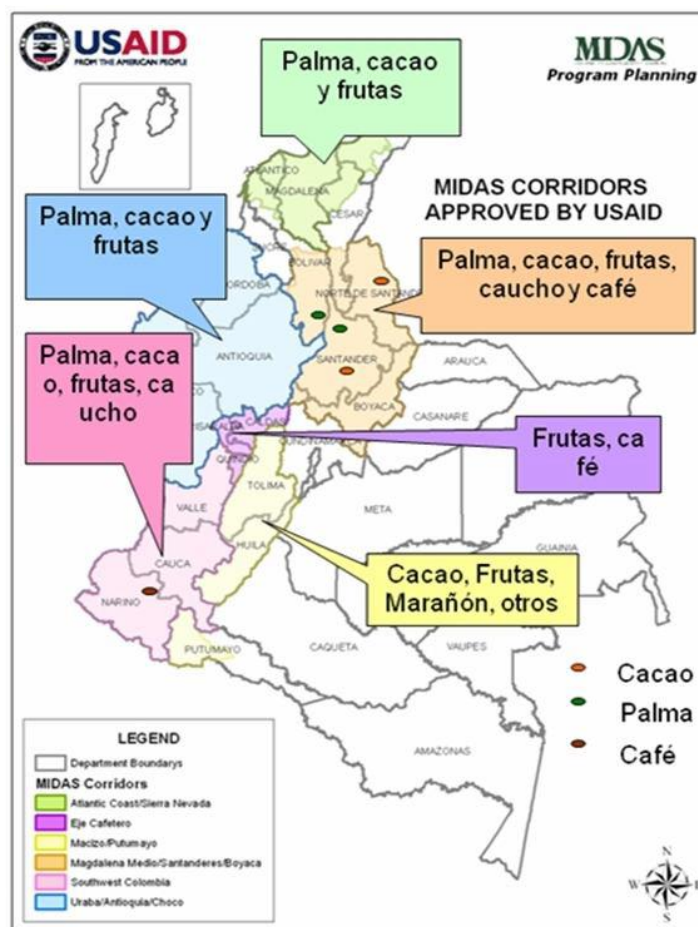 USAID
FROM THE AMERICAN PEOPLE
MIDAS
Program Planning
Palma, cacao
y frutas
MIDAS CORRIDORS
APPROVED BY USAID
Palma, cacao y
frutas
Palma, cacao, frutas,
caucho y café
Palma, caca
o, frutas, ca
ucho
Frutas, ca
fé
Cacao, Frutas,
Marañón, otros
ATLANTICO
MAGDALENA
CESAR
SUCRE
BOLIVAR
NORTE DE SANTANDE
ORDOBA
ANTIOQUIA
SANTANDER
ARAUCA
BOYACA
CASANARE
CALDAS
QUINDIO
TOLIMA
VALLE
META
HUILA
GUAINIA
CAUCA
NARINO
PUTUMAYO
CAQUETA
VAUPES
AMAZONAS
Cacao
Palma
Café
LEGEND
Department Boundarys
MIDAS Corridors
Atlantic Coast/Sierra Nevada
Eje Cafetero
Macizo/Putumayo
Magdalena Medio/Santanderes/Boyaca
Southwest Colombia
Uraba/Antioquia/Choco
N
W
E
S